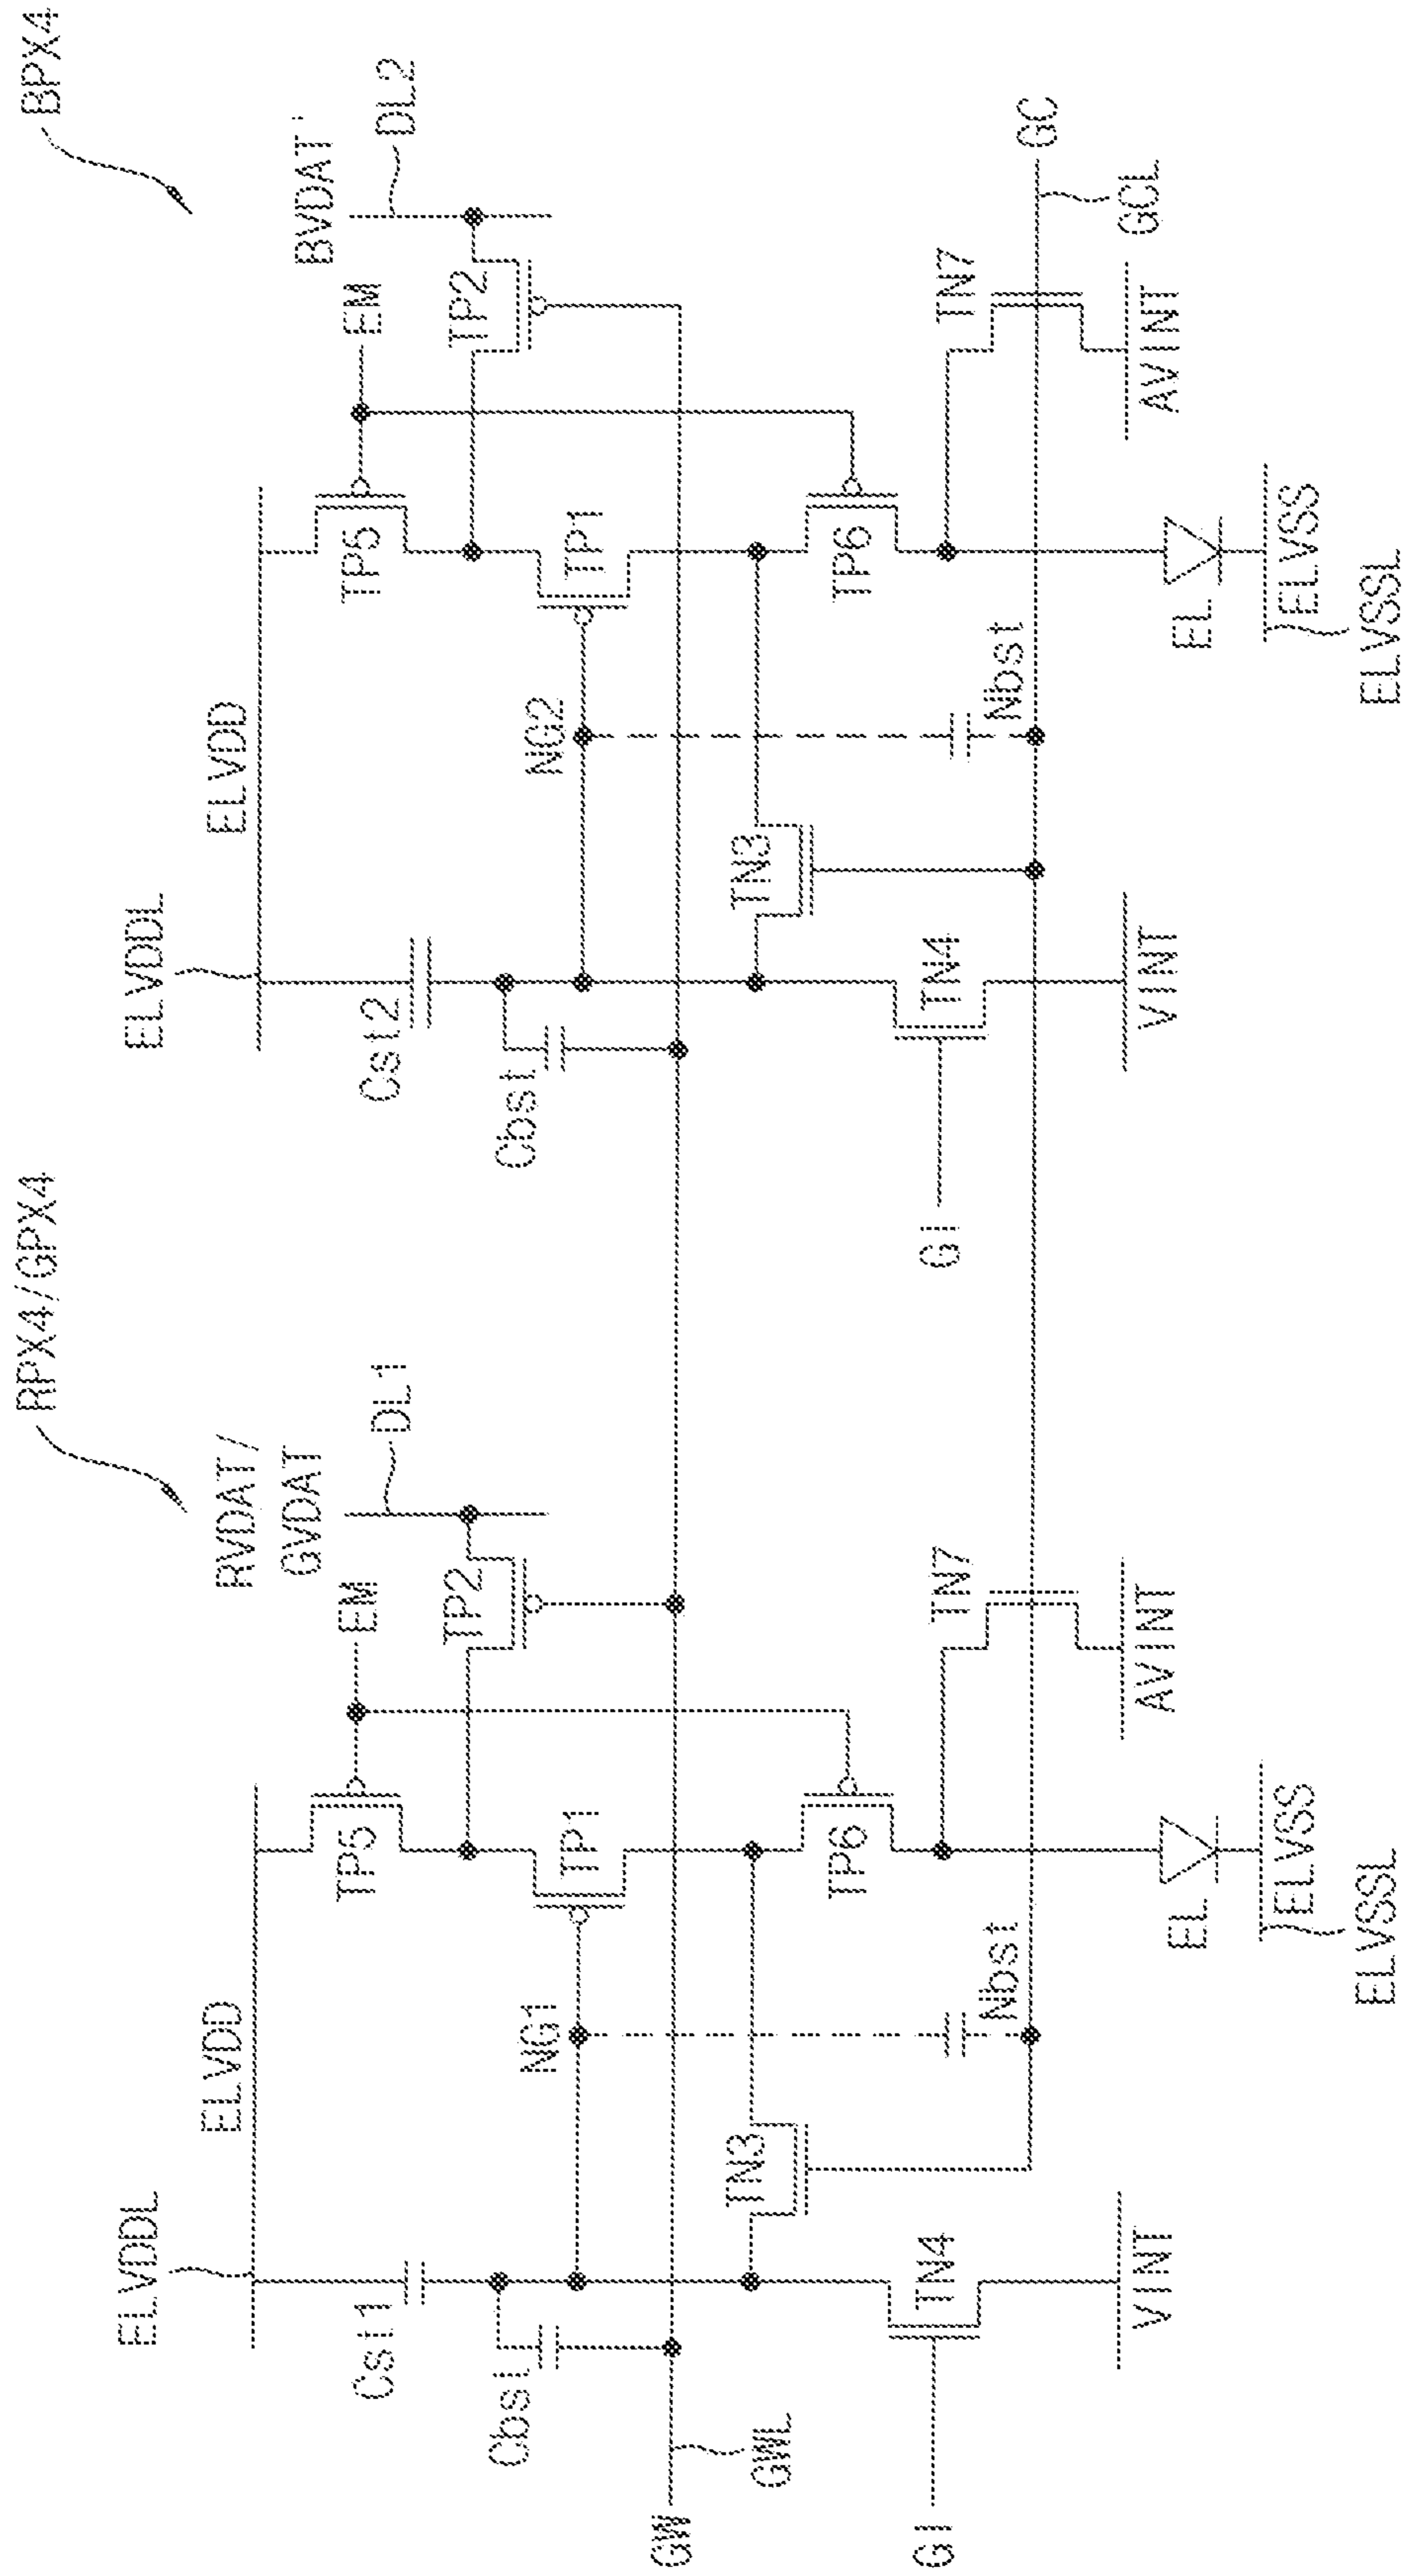 RPX4/GPX4
RVDAT/
GVDAT
DL1
EM
ELVDD
ELVDDL
TP5
TP2
Cst1
Cbst
NG1
TP1
GW
GWL
TN3
TP6
TN7
Nbst
TN4
GI
VINT
AVINT
EL
ELVSS
ELVSSL
BPX4
BVDAT'
DL2
EM
ELVDD
ELVDDL
TP5
TP2
Cst2
Cbst
NG2
TP1
TN3
TP6
TN7
Nbst
TN4
GI
GC
GCL
VINT
AVINT
EL
ELVSS
ELVSSL